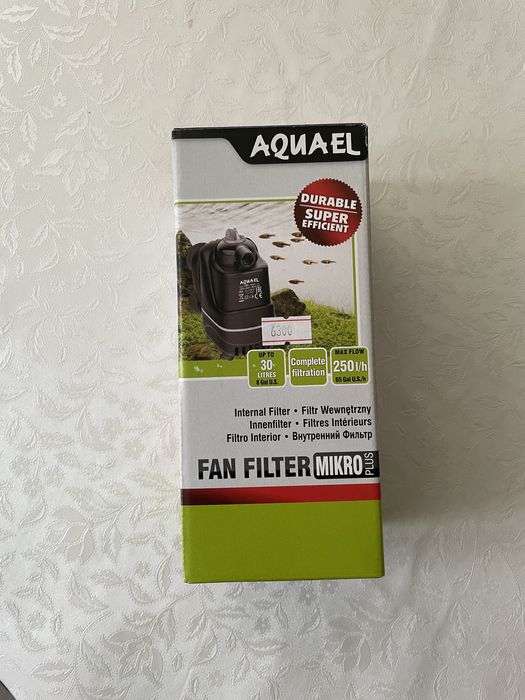 AQUAEL
DURABLE
SUPER
EFFICIENT
AQUAEL
6300
UP TO
30
LITRES
8 Gal U.S.
Complete
filtration
MAX FLOW
250 l/h
65 Gal U.S./h
Internal Filter • Filtr Wewnętrzny
Innenfilter • Filtres Intérieurs
Filtro Interior • Внутренний Фильтр
FAN FILTER MIKRO PLUS